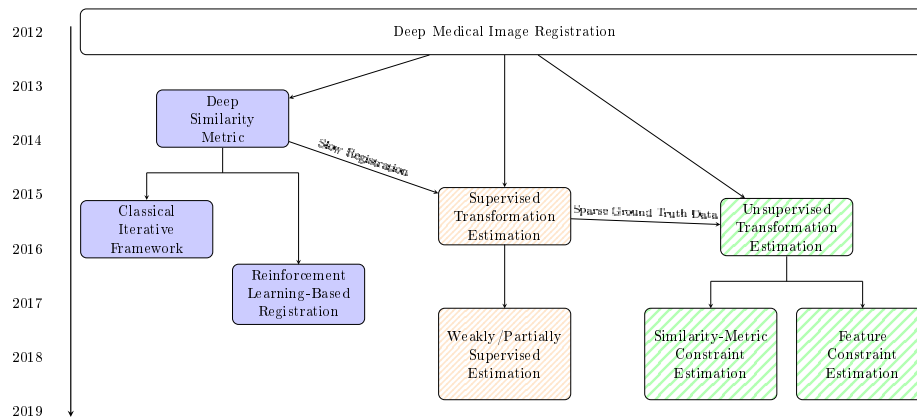 2012
Deep Medical Image Registration
2013
Deep
Similarity
Metric
2014
Slow Registration
2015
Supervised
Transformation
Estimation
Sparse Ground Truth Data
Unsupervised
Transformation
Estimation
Classical
Iterative
Framework
2016
Reinforcement
Learning-Based
Registration
2017
Weakly/Partially
Supervised
Estimation
Similarity-Metric
Constraint
Estimation
Feature
Constraint
Estimation
2018
2019